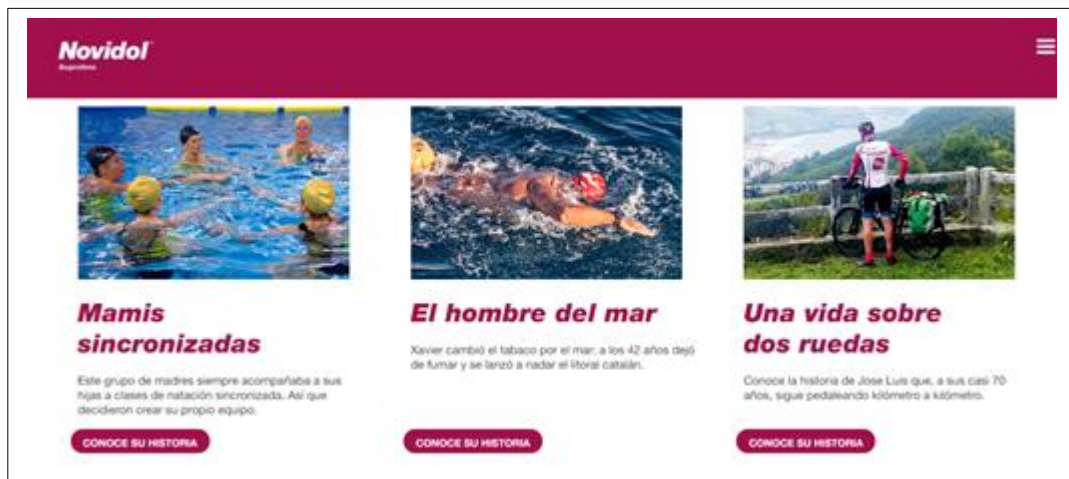 Novidol
Ibuprofeno
Mamis
sincronizadas
Este grupo de madres siempre acompañaba a sus
hijas a clases de natación sincronizada. Así que
decidieron crear su propio equipo.
CONOCE SU HISTORIA
El hombre del mar
Xavier cambió el tabaco por el mar: a los 42 años dejó
de fumar y se lanzó a nadar el litoral catalán.
CONOCE SU HISTORIA
Una vida sobre
dos ruedas
Conoce la historia de Jose Luis que, a sus casi 70
años, sigue pedaleando kilómetro a kilómetro.
CONOCE SU HISTORIA